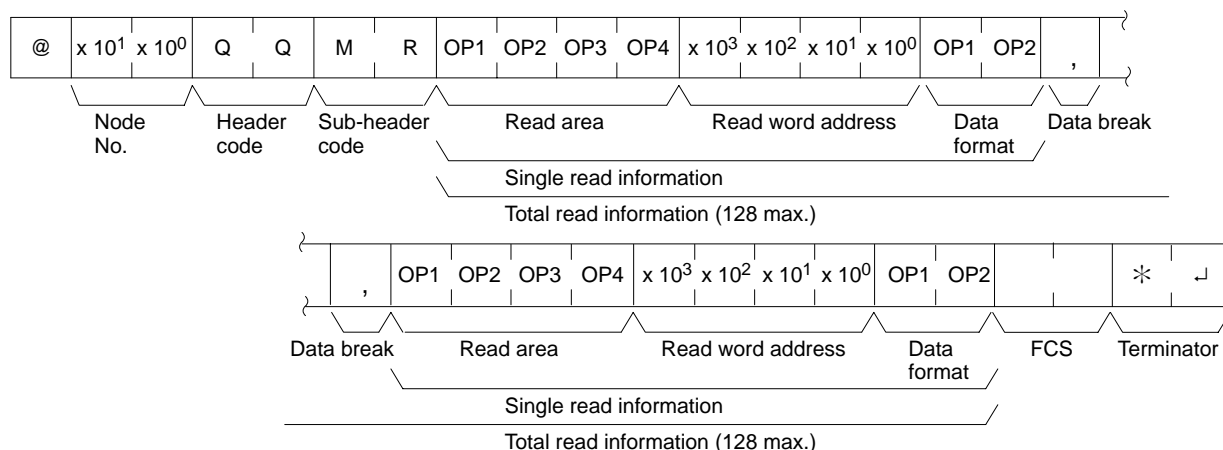 @ x 10¹ x 10⁰ Q Q M R OP1 OP2 OP3 OP4 x 10³ x 10² x 10¹ x 10⁰ OP1 OP2 ,
Node No. Header code Sub-header code Read area Read word address Data format Data break
Single read information
Total read information (128 max.)
, OP1 OP2 OP3 OP4 x 10³ x 10² x 10¹ x 10⁰ OP1 OP2 * ↵
Data break Read area Read word address Data format FCS Terminator
Single read information
Total read information (128 max.)